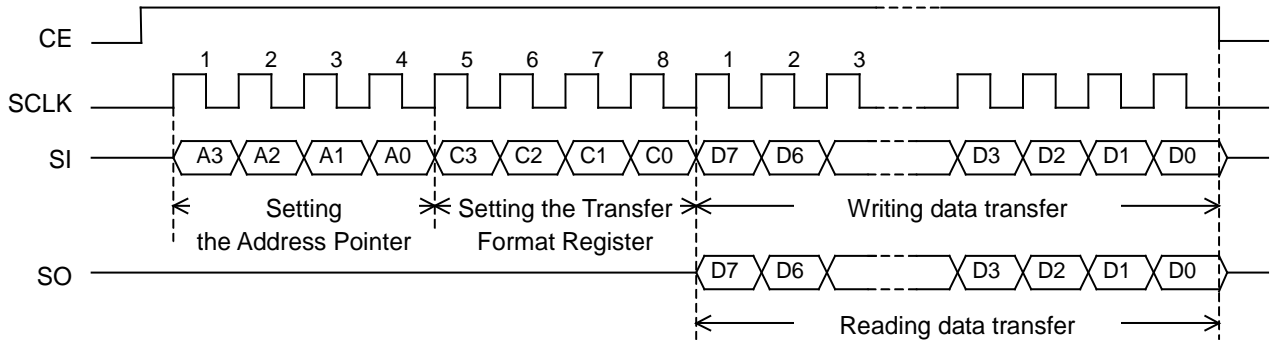 CE
1 2 3 4 5 6 7 8 1 2 3
SCLK
SI A3 A2 A1 A0 C3 C2 C1 C0 D7 D6 D3 D2 D1 D0
Setting Setting the Transfer Writing data transfer
the Address Pointer Format Register
SO D7 D6 D3 D2 D1 D0
Reading data transfer